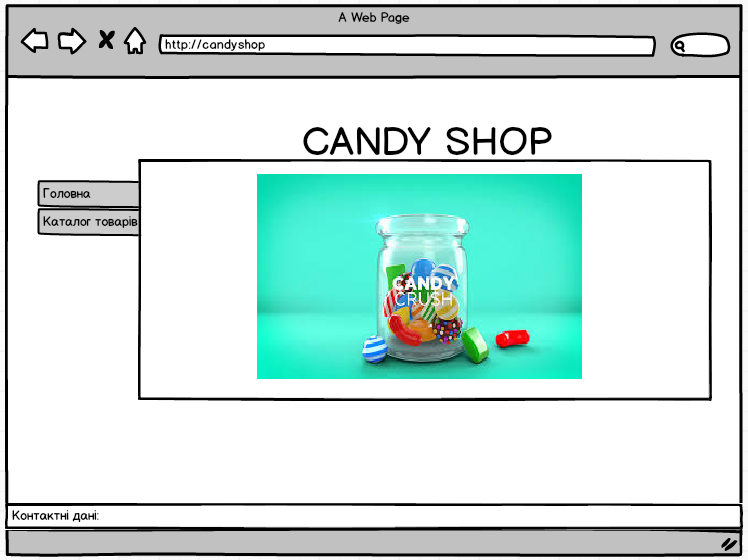 A Web Page
http://candyshop
CANDY SHOP
Головна
Каталог товарів
CANDY
CRUSH
Контактні дані: